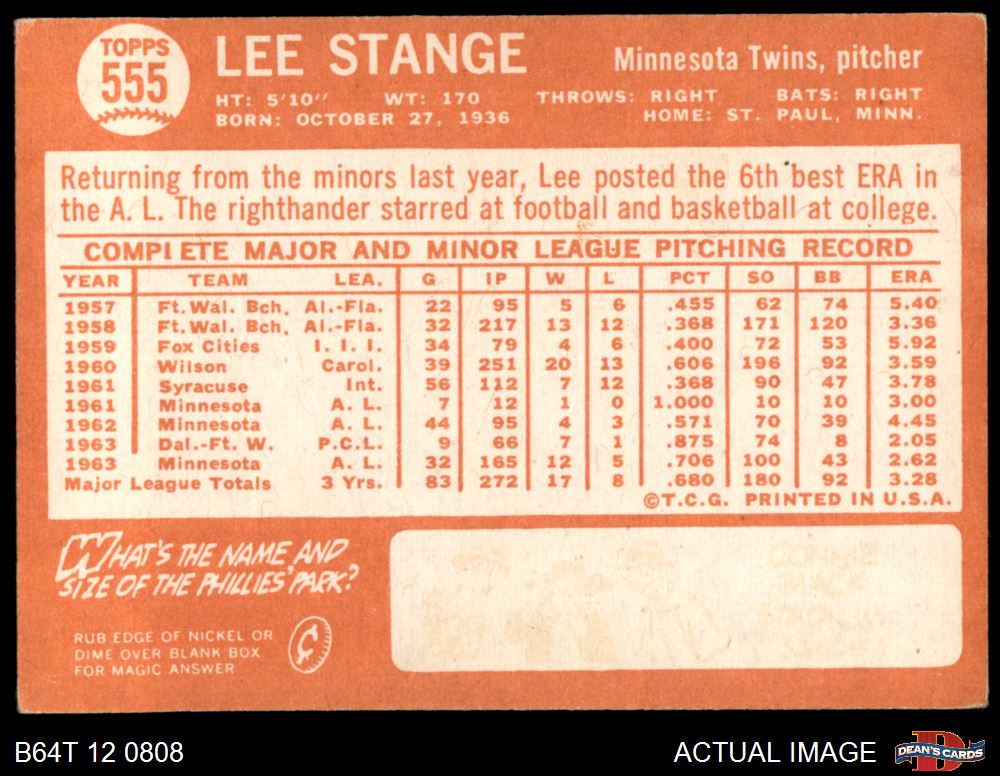 TOPPS
555
LEE STANGE
Minnesota Twins, pitcher
HT: 5'10" WT: 170 THROWS: RIGHT BATS: RIGHT
BORN: OCTOBER 27, 1936 HOME: ST. PAUL, MINN.
Returning from the minors last year, Lee posted the 6th best ERA in
the A. L. The righthander starred at football and basketball at college.
COMPLETE MAJOR AND MINOR LEAGUE PITCHING RECORD
YEAR TEAM LEA. G IP W L PCT SO BB ERA
1957 Ft. Wal. Bch. Al.-Fla. 22 95 5 6 .455 62 74 5.40
1958 Ft. Wal. Bch. Al.-Fla. 32 217 13 12 .368 171 120 3.36
1959 Fox Cities I. I. I. 34 79 4 6 .400 72 53 5.92
1960 Wilson Carol. 39 251 20 13 .606 196 92 3.59
1961 Syracuse Int. 56 112 7 12 .368 90 47 3.78
1961 Minnesota A. L. 7 12 1 0 1.000 10 10 3.00
1962 Minnesota A. L. 44 95 4 3 .571 70 39 4.45
1963 Dal.-Ft. W. P.C.L. 9 66 7 1 .875 74 8 2.05
1963 Minnesota A. L. 32 165 12 5 .706 100 43 2.62
Major League Totals 3 Yrs. 83 272 17 8 .680 180 92 3.28
©T.C.G. PRINTED IN U.S.A.
WHAT'S THE NAME, AND
SIZE OF THE PHILLIES' PARK?
RUB EDGE OF NICKEL OR
DIME OVER BLANK BOX
FOR MAGIC ANSWER
B64T 12 0808
ACTUAL IMAGE
DEAN'S CARDS